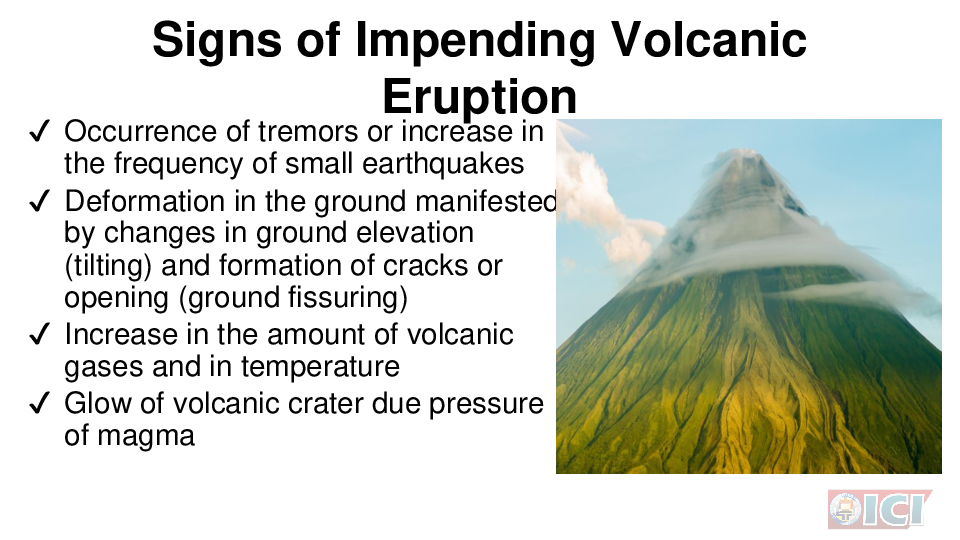 Signs of Impending Volcanic
Eruption
✓ Occurrence of tremors or increase in
the frequency of small earthquakes
✓ Deformation in the ground manifested
by changes in ground elevation
(tilting) and formation of cracks or
opening (ground fissuring)
✓ Increase in the amount of volcanic
gases and in temperature
✓ Glow of volcanic crater due pressure
of magma
ICI